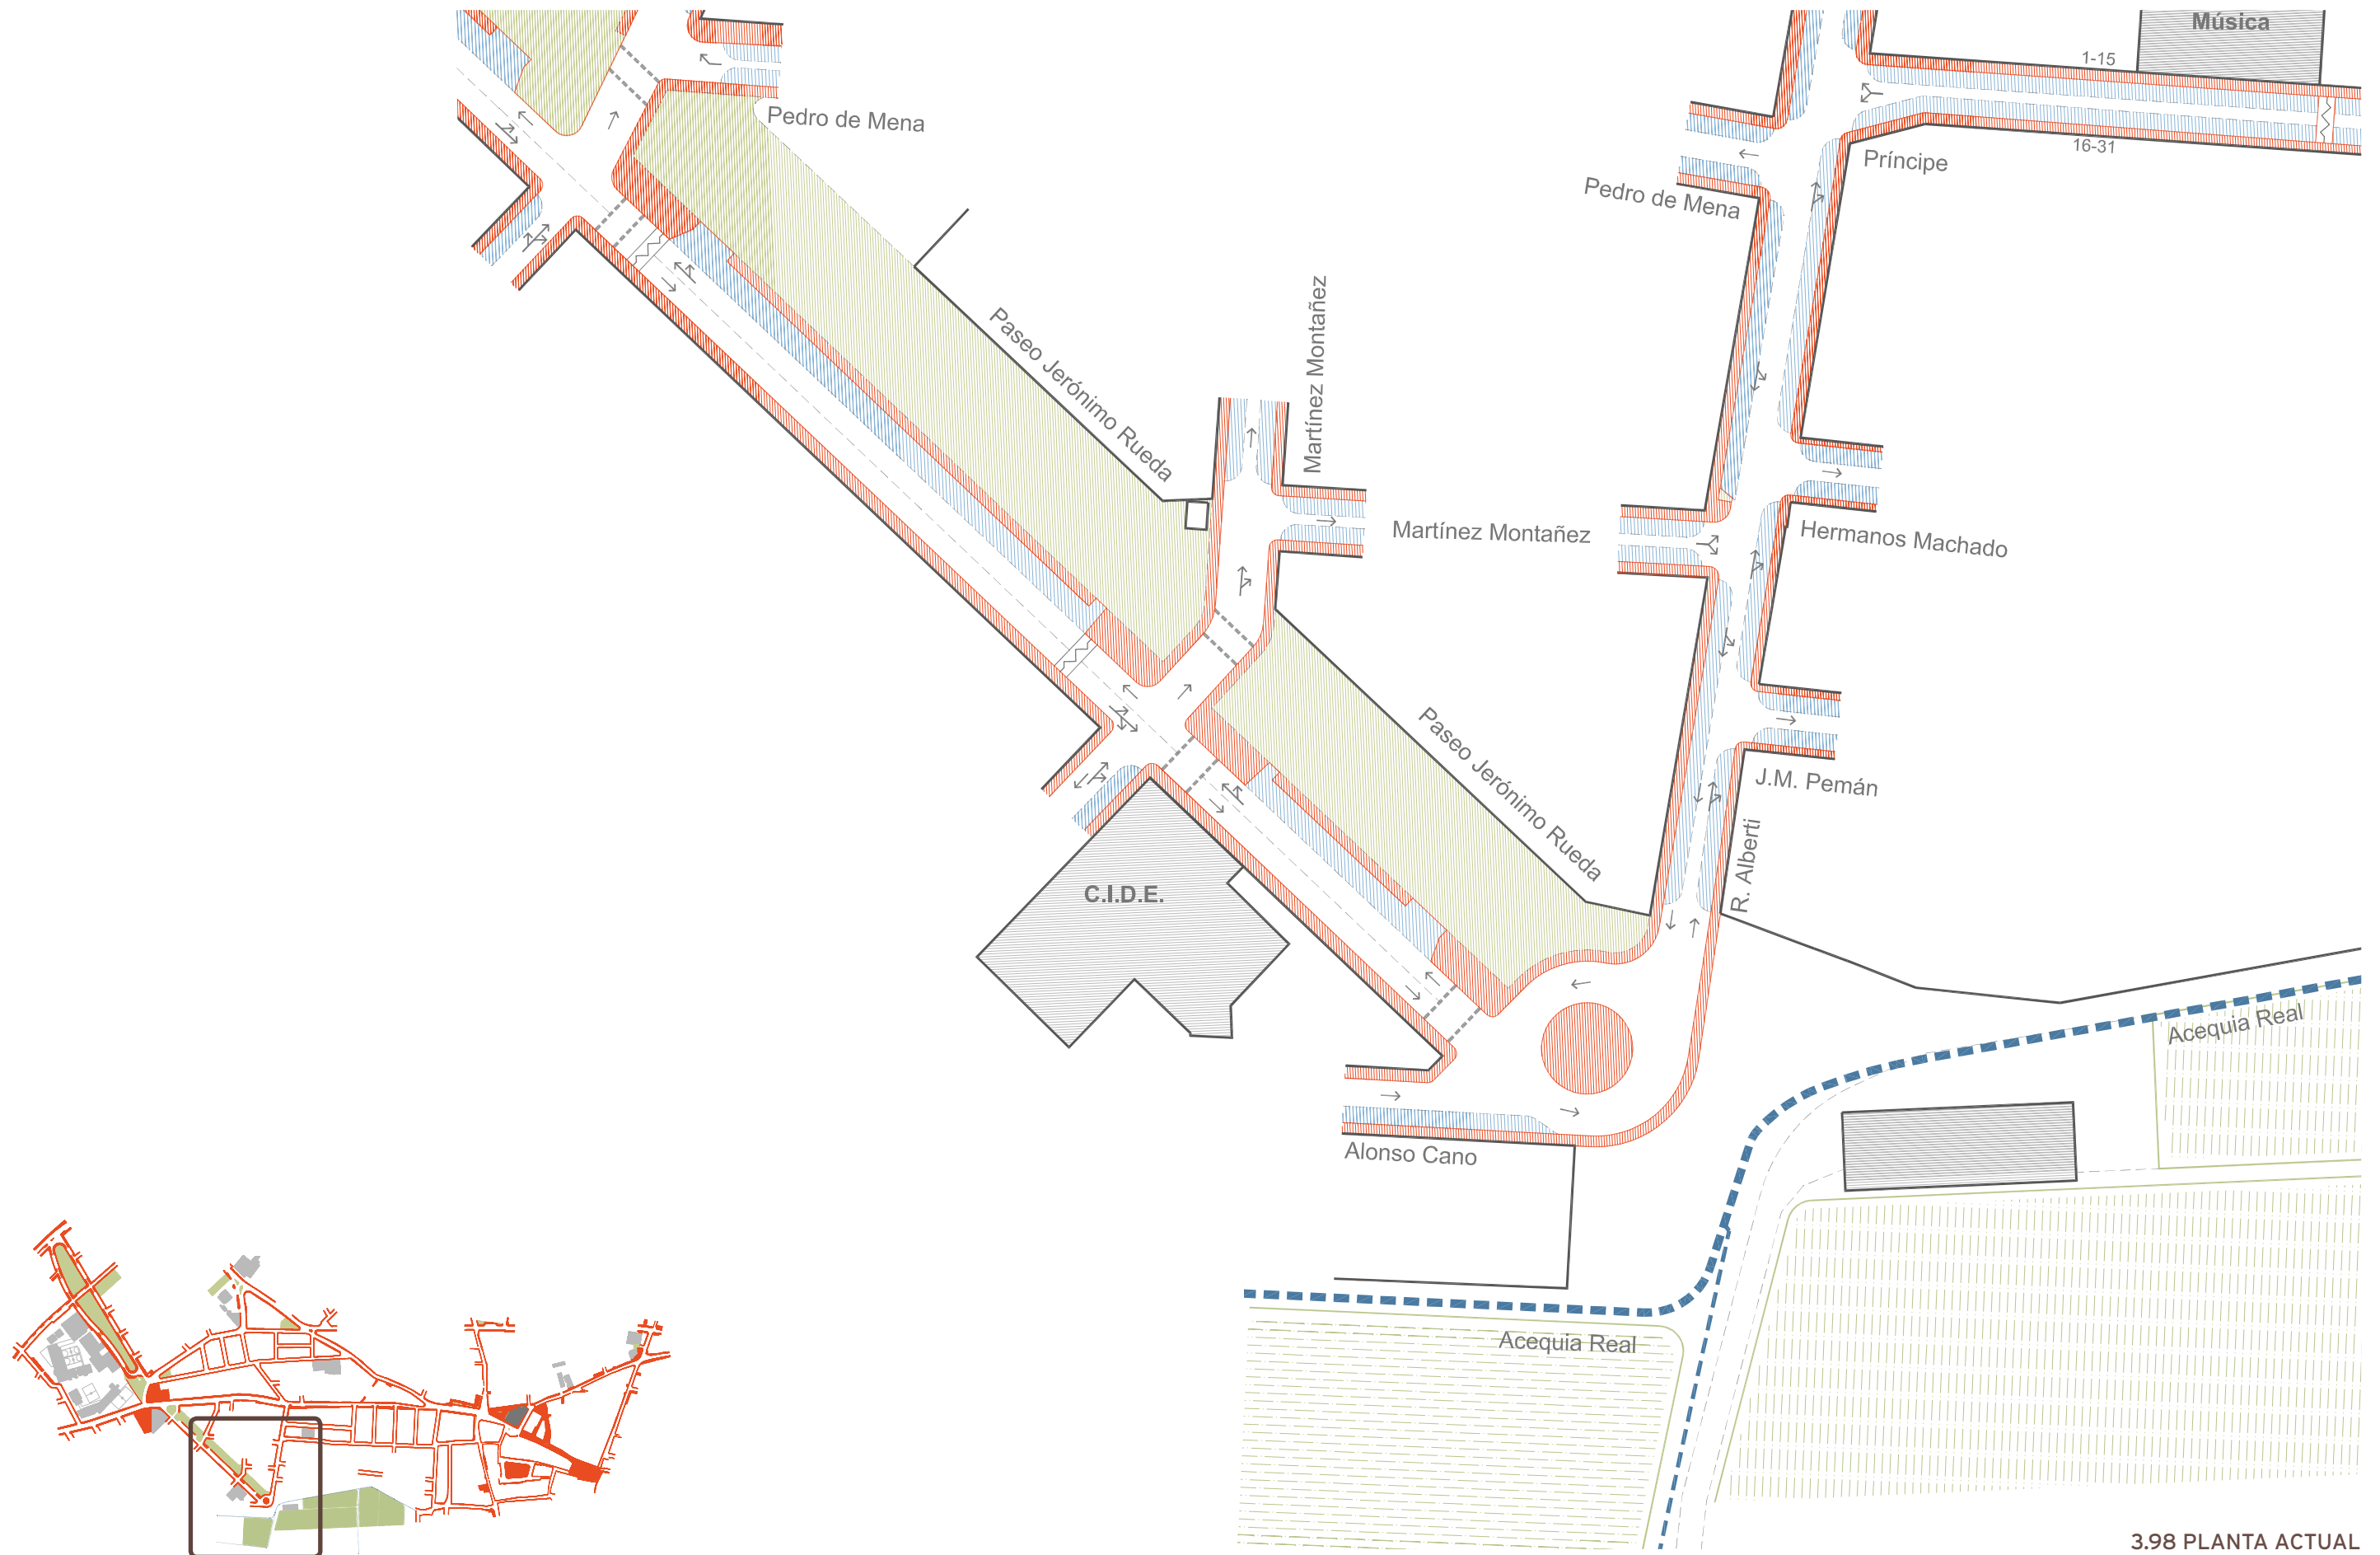 Música
1-15
Pedro de Mena
16-31
Príncipe
Pedro de Mena
Paseo Jerónimo Rueda
Martínez Montañez
Martínez Montañez
Hermanos Machado
Paseo Jerónimo Rueda
J.M. Pemán
R. Alberti
C.I.D.E.
Acequia Real
Alonso Cano
Acequia Real
3.98 PLANTA ACTUAL